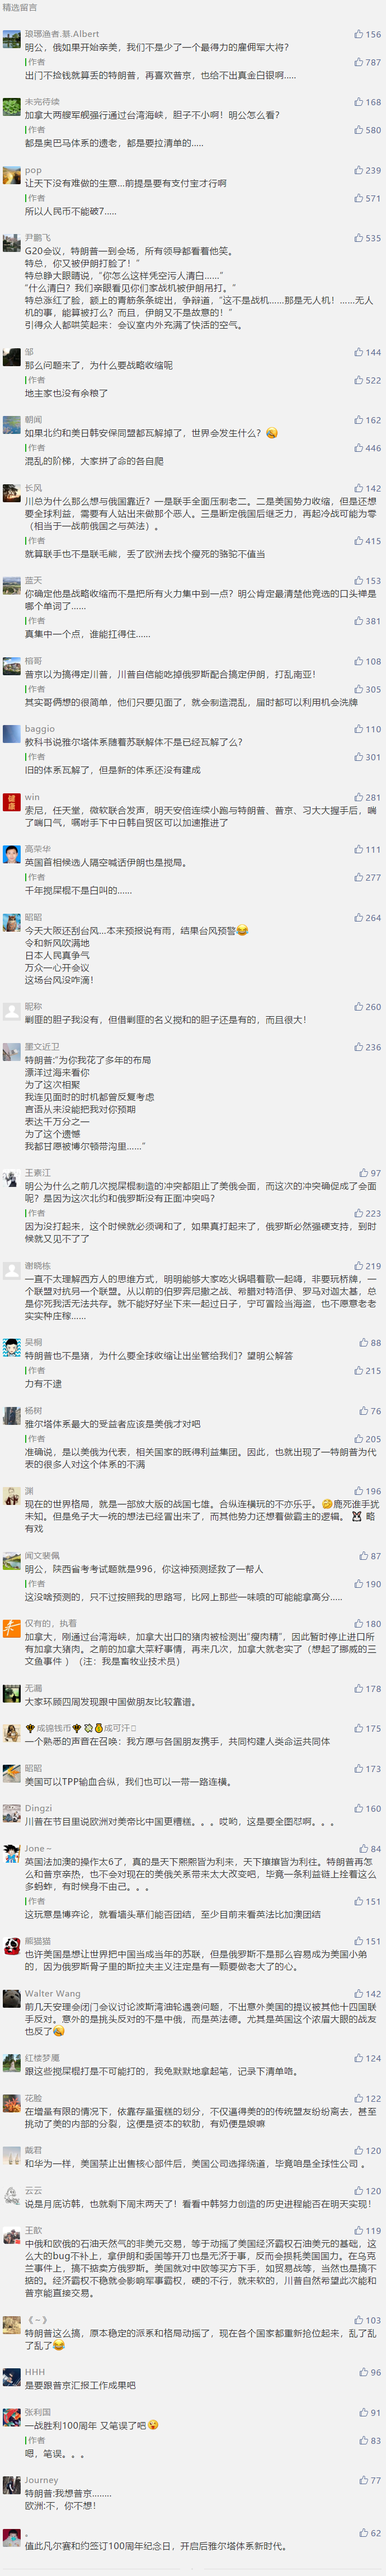 精选留言
琅琊渔者.綦.Albert
156
明公，俄如果开始亲美，我们不是少了一个最得力的雇佣军大将？
作者
787
出门不捡钱就算丢的特朗普，再喜欢普京，也给不出真金白银啊.....
未完待续
168
加拿大两艘军舰强行通过台湾海峡，胆子不小啊！明公怎么看？
作者
580
都是奥巴马体系的遗老，都是要拉清单的.....
pop
239
让天下没有难做的生意...前提是要有支付宝才行啊
作者
571
所以人民币不能破7.....
尹鹏飞
535
G20会议，特朗普一到会场，所有领导都看着他笑。
特总，你又被伊朗打脸了！”
特总睁大眼睛说，“你怎么这样凭空污人清白......”
“什么清白？我们亲眼看见你们家战机被伊朗吊打。”
特总涨红了脸，额上的青筋条条绽出，争辩道，“这不是战机......那是无人机！......无人
机的事，能算被打么？而且，伊朗又不是故意的！”
引得众人都哄笑起来：会议室内外充满了快活的空气。
邬
144
那么问题来了，为什么要战略收缩呢
作者
522
地主家也没有余粮了
朝闻
162
如果北约和美日韩安保同盟都瓦解掉了，世界会发生什么？
作者
446
混乱的阶梯，大家拼了命的各自爬
长风
142
川总为什么那么想与俄国靠近？一是联手全面压制老二。二是美国势力收缩，但是还想
要全球利益，需要有人站出来做那个恶人。三是断定俄国后继乏力，再起冷战可能为零
（相当于一战前俄国之与英法）。
作者
415
就算联手也不是联毛熊，丢了欧洲去找个瘦死的骆驼不值当
蓝天
153
你确定他是战略收缩而不是把所有火力集中到一点？明公肯定最清楚他竞选的口头禅是
哪个单词了......
作者
381
真集中一个点，谁能扛得住......
榕哥
108
普京以为搞得定川普，川普自信能吃掉俄罗斯配合搞定伊朗，打乱南亚！
作者
305
其实哥俩想的很简单，他们只要见面了，就会制造混乱，届时都可以利用机会洗牌
baggio
110
教科书说雅尔塔体系随着苏联解体不是已经瓦解了么？
作者
301
旧的体系瓦解了，但是新的体系还没有建成
win
281
索尼，任天堂，微软联合发声，明天安倍连续小跑与特朗普、普京、习大大握手后，喘
了喘口气，嘱咐手下中日韩自贸区可以加速推进了
高荣华
111
英国首相候选人隔空喊话伊朗也是搅局。
作者
277
千年搅屎棍不是白叫的......
昭昭
264
今天大阪还刮台风...本来预报说有雨，结果台风预警
令和新风吹满地
日本人民真争气
万众一心开会议
这场台风没咋滴！
昵称
260
剿匪的胆子我没有，但借剿匪的名义搅和的胆子还是有的，而且很大！
墨文近卫
236
特朗普:“为你我花了多年的布局
漂洋过海来看你
为了这次相聚
我连见面时的时机都曾反复考虑
言语从来没能把我对你预期
表达千万分之一
为了这个遗憾
我都甘愿被博尔顿带沟里......”
王素江
97
明公为什么之前几次搅屎棍制造的冲突都阻止了美俄会面，而这次的冲突确促成了会面
呢？是因为这次北约和俄罗斯没有正面冲突吗？
作者
223
因为没打起来，这个时候就必须调和了，如果真打起来了，俄罗斯必然强硬支持，到时
候就又见不了了
谢晓栋
219
一直不太理解西方人的思维方式，明明能够大家吃火锅唱看歌一起嗨，非要玩桥牌，一
个联盟对抗另一个联盟。从以前的伯罗奔尼撒之战、希腊对特洛伊、罗马对迦太基，总
是你死我活无法共存。就不能好好坐下来一起过日子，宁可冒险当海盗，也不愿意老老
实实种庄稼......
吴桐
88
特朗普也不是猪，为什么要全球收缩让出坐管给我们？望明公解答
作者
215
力有不逮
杨树
76
雅尔塔体系最大的受益者应该是美俄才对吧
作者
205
准确说，是以美俄为代表，相关国家的既得利益集团。因此，也就出现了一特朗普为代
表的很多人对这个体系的不满
渊
196
现在的世界格局，就是一部放大版的战国七雄。合纵连横玩的不亦乐乎。鹿死谁手犹
未知。但是兔子大一统的想法已经冒出来了，而其他势力还想着做霸主的逻辑。 略
有戏
闻文裴佩
87
明公，陕西省考考试题就是996，你这神预测拯救了一帮人
作者
190
这没啥预测的，只不过按照我的思路写，比网上那些一味喷的可能能拿高分.....
仅有的，执着
180
加拿大，刚通过台湾海峡，加拿大出口的猪肉被检测出“瘦肉精”，因此暂时停止进口所
有加拿大猪肉。之前的加拿大菜籽事情，再来几次，加拿大就老实了（想起了挪威的三
文鱼事件 ）（注：我是畜牧业技术员）
无漏
178
大家环顾四周发现跟中国做朋友比较靠谱。
成锦钱币成可汗
175
一个熟悉的声音在召唤：我方愿与各国朋友携手，共同构建人类命运共同体
昭昭
173
美国可以TPP输血合纵，我们也可以一带一路连横。
Dingzi
160
川普在节目里说欧洲对美帝比中国更糟糕。。。哎哟，这是要全图怼啊。。。
Jone～
84
英国法加澳的操作太6了，真的是天下熙熙皆为利来，天下攘攘皆为利往。特朗普再怎
么和普京亲热，也不会对现在的美俄关系带来太大改变吧，毕竟一条利益链上拴着这么
多蚂蚱，有时候身不由己。。。
作者
151
这玩意是博弈论，就看墙头草们能否团结，至少目前来看英法比加澳团结
熊猫猫
151
也许美国是想让世界把中国当成当年的苏联，但是俄罗斯不是那么容易成为美国小弟
的，因为俄罗斯骨子里的斯拉夫主义注定是有一颗要做老大了的心。
Walter Wang
142
前几天安理会闭门会议讨论波斯湾油轮遇袭问题，不出意外美国的提议被其他十四国联
手反对。意外的是挑头反对的不是中俄，而是英法德。尤其是英国这个浓眉大眼的战友
也反了
红楼梦魇
124
跟这些搅屎棍打是不可能打的，我免默默地拿起笔，记录下清单咯。
花脸
122
在增量有限的情况下，依靠存量蛋糕的划分，不仅逼得美的的传统盟友纷纷离去，甚至
挑动了美的内部的分裂，这便是资本的软肋，有奶便是娘嘛
戴君
120
和华为一样，美国禁止出售核心部件后，美国公司选择绕道，毕竟咱是全球性公司 。
云云
120
说是月底访韩，也就剩下周末两天了！看看中韩努力创造的历史进程能否在明天实现！
王歆
119
中俄和欧俄的石油天然气的非美元交易，等于动摇了美国经济霸权石油美元的基础，这
么大的bug不补上，拿伊朗和委国等开刀也是无济于事，反而会损耗美国国力。在乌克
兰事件上，搞不掂卖方俄罗斯。美国就对中欧等买方下手，如贸易战等，当然也是搞不
掂的。经济霸权不稳就会影响军事霸权，硬的不行，就来软的，川普自然希望此次能和
普京能直接交易。
《～》
103
特朗普这么搞，原本稳定的派系和格局动摇了，现在各个国家都重新抢位起来，乱了乱
了乱了
HHH
96
是要跟普京汇报工作成果吧
张利国
91
一战胜利100周年 又笔误了吧
作者
83
嗯，笔误。。。
Journey
77
特朗普:我想普京........
欧洲:不，你不想！
。
62
值此凡尔赛和约签订100周年纪念日，开启后雅尔塔体系新时代。